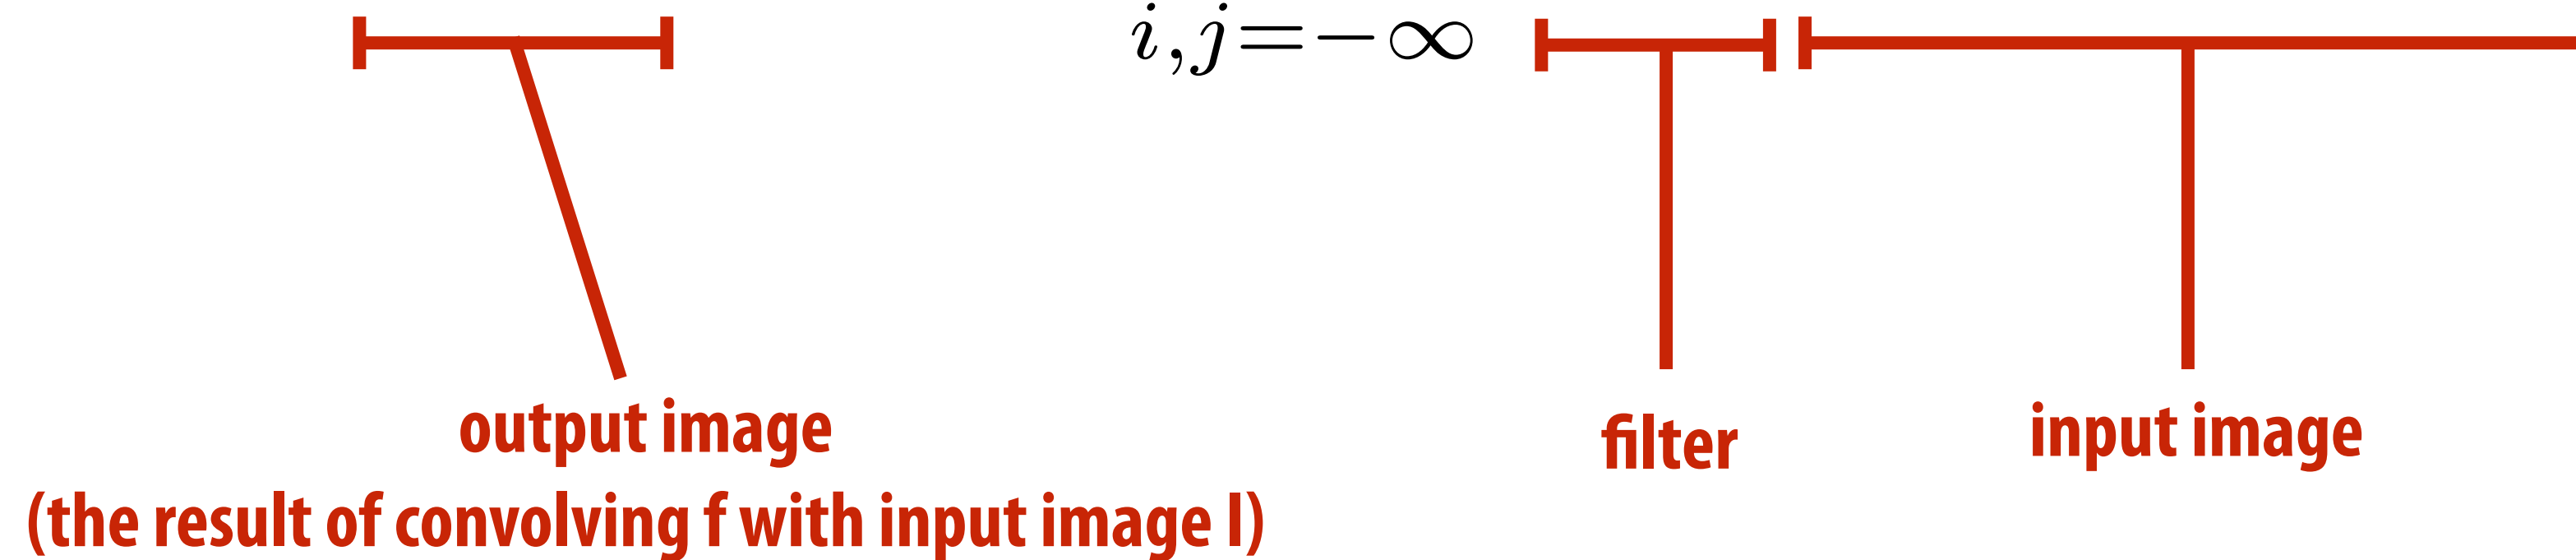 i,j=−∞
output image
filter
input image
(the result of convolving f with input image I)